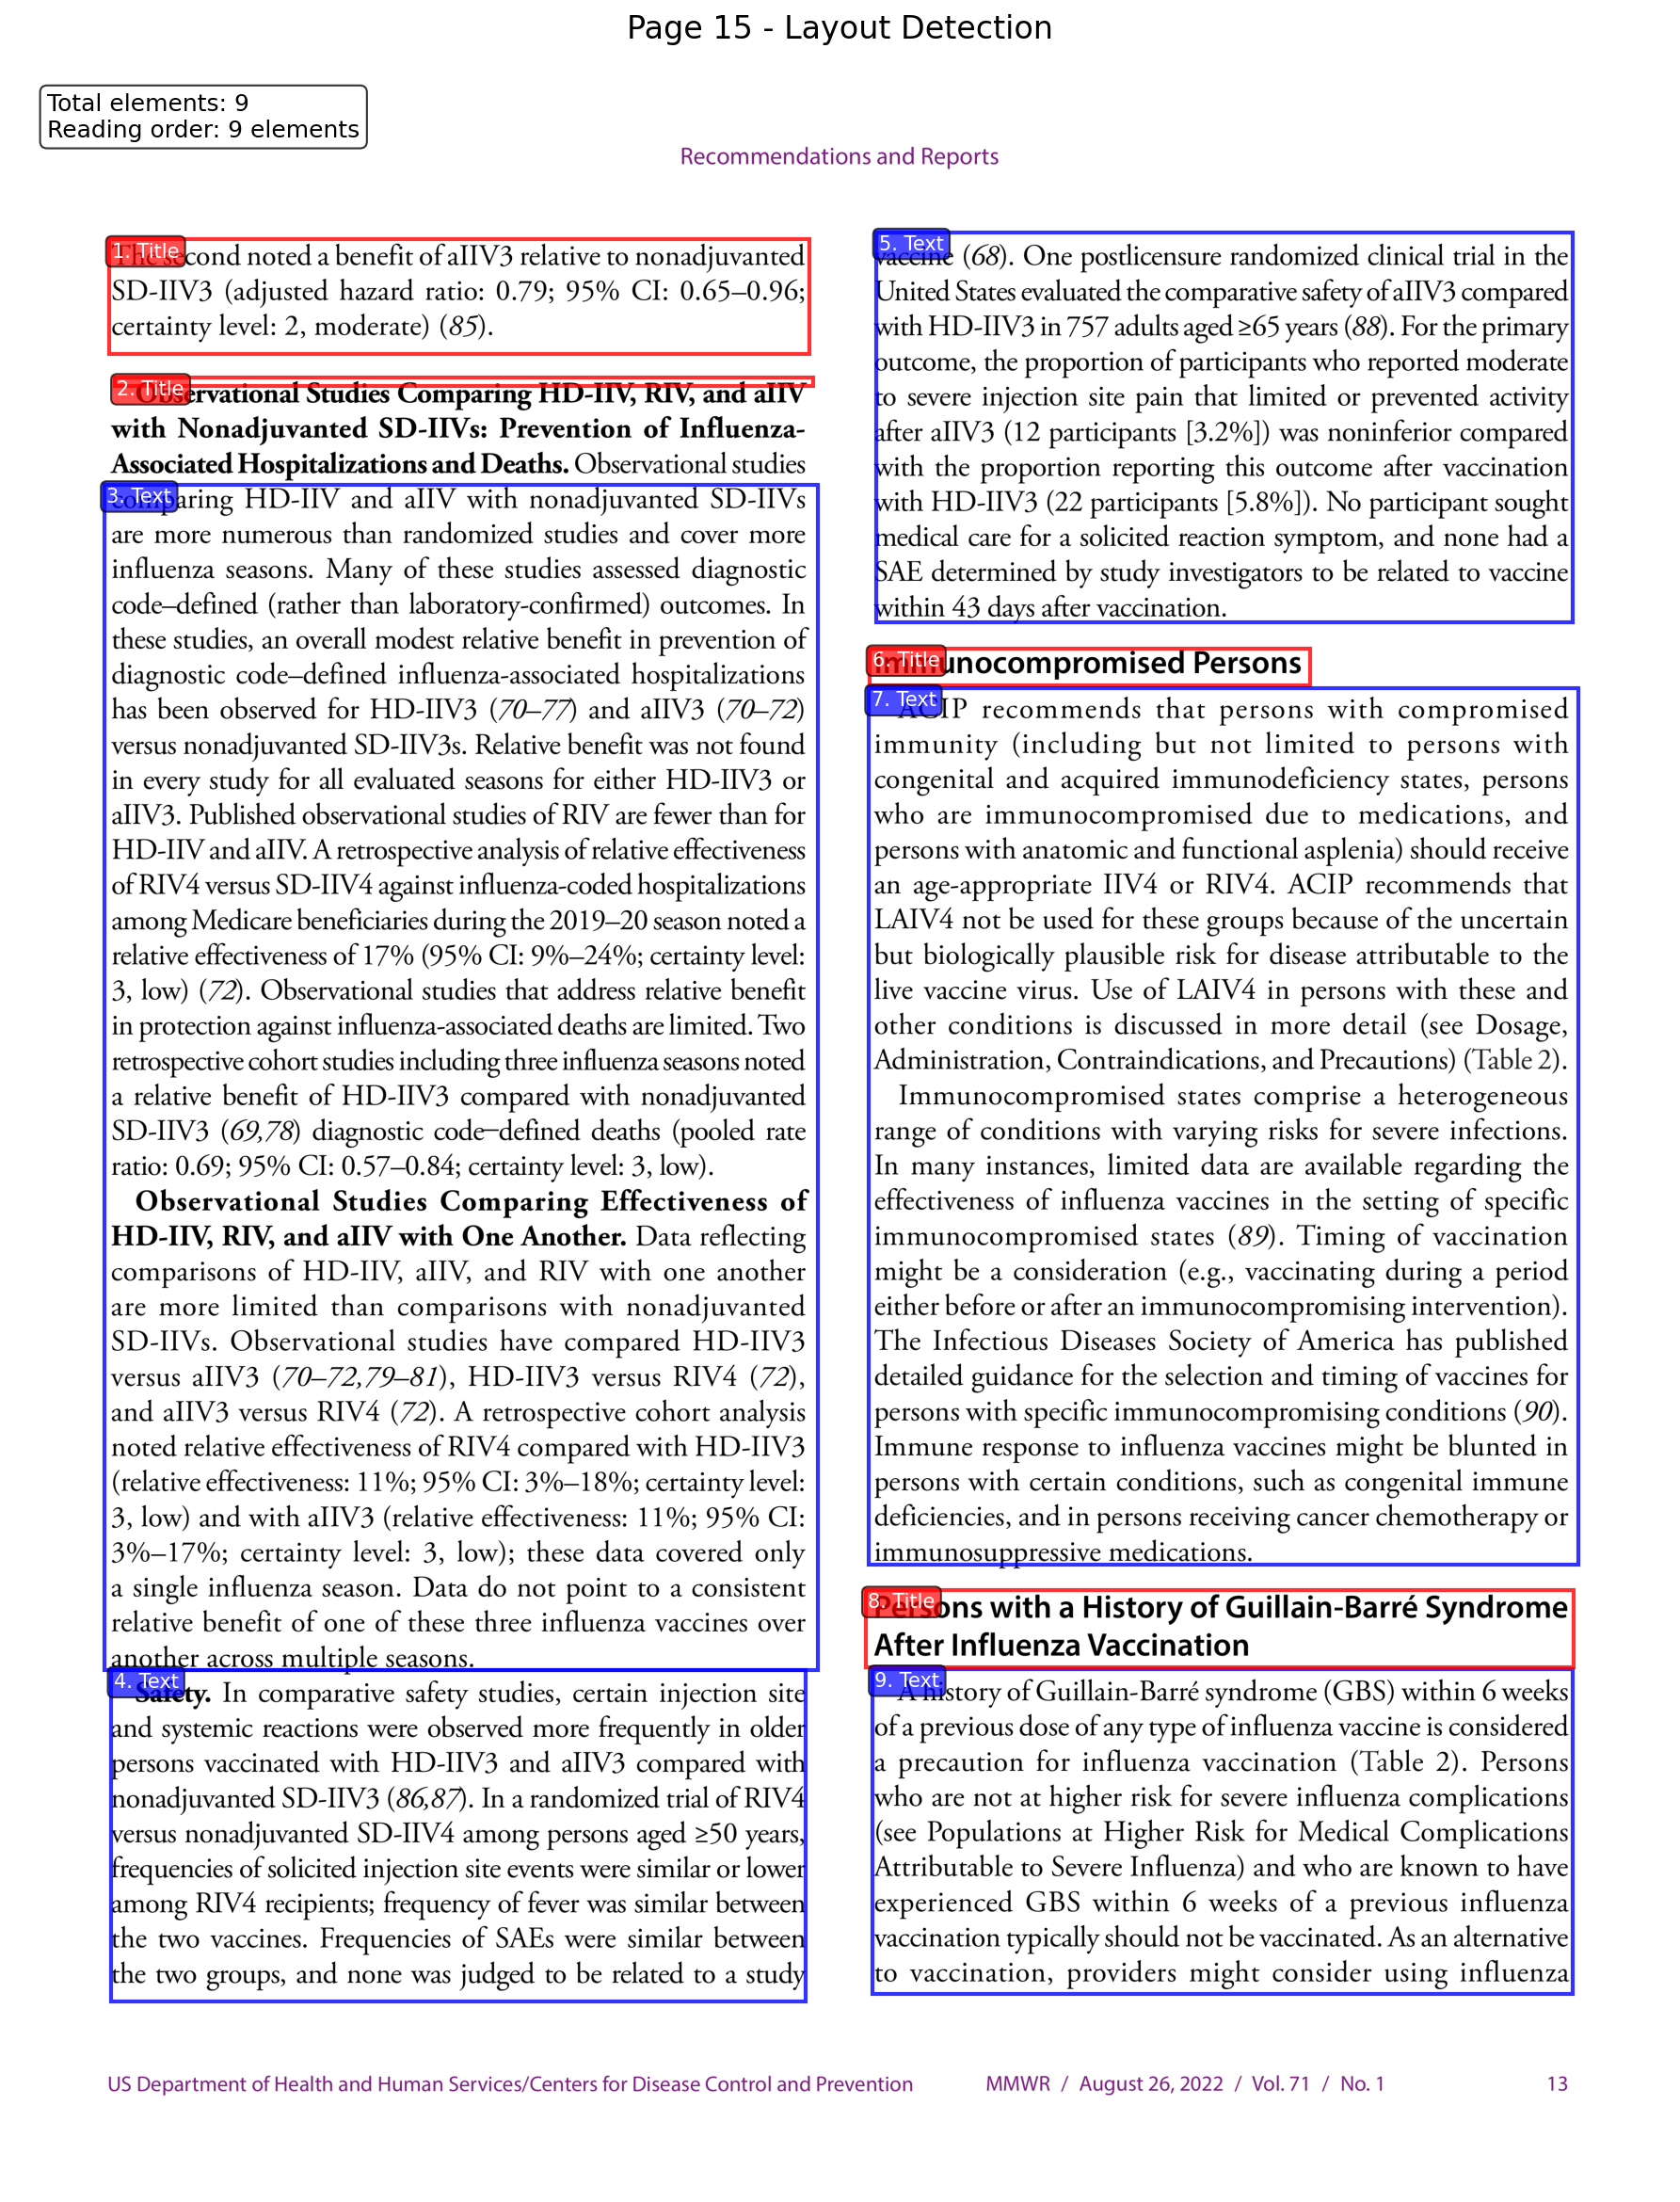 Page 15 - Layout Detection
Total elements: 9
Reading order: 9 elements
Recommendations and Reports
1. Title
The second noted a benefit of aIIV3 relative to nonadjuvanted
SD-IIV3 (adjusted hazard ratio: 0.79; 95% CI: 0.65–0.96;
certainty level: 2, moderate) (85).
2. Title
Observational Studies Comparing HD-IIV, RIV, and aIIV
with Nonadjuvanted SD-IIVs: Prevention of Influenza-
Associated Hospitalizations and Deaths. Observational studies
3. Text
comparing HD-IIV and aIIV with nonadjuvanted SD-IIVs
are more numerous than randomized studies and cover more
influenza seasons. Many of these studies assessed diagnostic
code–defined (rather than laboratory-confirmed) outcomes. In
these studies, an overall modest relative benefit in prevention of
diagnostic code–defined influenza-associated hospitalizations
has been observed for HD-IIV3 (70–77) and aIIV3 (70–72)
versus nonadjuvanted SD-IIV3s. Relative benefit was not found
in every study for all evaluated seasons for either HD-IIV3 or
aIIV3. Published observational studies of RIV are fewer than for
HD-IIV and aIIV. A retrospective analysis of relative effectiveness
of RIV4 versus SD-IIV4 against influenza-coded hospitalizations
among Medicare beneficiaries during the 2019–20 season noted a
relative effectiveness of 17% (95% CI: 9%–24%; certainty level:
3, low) (72). Observational studies that address relative benefit
in protection against influenza-associated deaths are limited. Two
retrospective cohort studies including three influenza seasons noted
a relative benefit of HD-IIV3 compared with nonadjuvanted
SD-IIV3 (69,78) diagnostic code–defined deaths (pooled rate
ratio: 0.69; 95% CI: 0.57–0.84; certainty level: 3, low).
Observational Studies Comparing Effectiveness of
HD-IIV, RIV, and aIIV with One Another. Data reflecting
comparisons of HD-IIV, aIIV, and RIV with one another
are more limited than comparisons with nonadjuvanted
SD-IIVs. Observational studies have compared HD-IIV3
versus aIIV3 (70–72,79–81), HD-IIV3 versus RIV4 (72),
and aIIV3 versus RIV4 (72). A retrospective cohort analysis
noted relative effectiveness of RIV4 compared with HD-IIV3
(relative effectiveness: 11%; 95% CI: 3%–18%; certainty level:
3, low) and with aIIV3 (relative effectiveness: 11%; 95% CI:
3%–17%; certainty level: 3, low); these data covered only
a single influenza season. Data do not point to a consistent
relative benefit of one of these three influenza vaccines over
another across multiple seasons.
4. Text
Safety. In comparative safety studies, certain injection site
and systemic reactions were observed more frequently in older
persons vaccinated with HD-IIV3 and aIIV3 compared with
nonadjuvanted SD-IIV3 (86,87). In a randomized trial of RIV4
versus nonadjuvanted SD-IIV4 among persons aged ≥50 years,
frequencies of solicited injection site events were similar or lower
among RIV4 recipients; frequency of fever was similar between
the two vaccines. Frequencies of SAEs were similar between
the two groups, and none was judged to be related to a study
5. Text
vaccine (68). One postlicensure randomized clinical trial in the
United States evaluated the comparative safety of aIIV3 compared
with HD-IIV3 in 757 adults aged ≥65 years (88). For the primary
outcome, the proportion of participants who reported moderate
to severe injection site pain that limited or prevented activity
after aIIV3 (12 participants [3.2%]) was noninferior compared
with the proportion reporting this outcome after vaccination
with HD-IIV3 (22 participants [5.8%]). No participant sought
medical care for a solicited reaction symptom, and none had a
SAE determined by study investigators to be related to vaccine
within 43 days after vaccination.
6. Title
Immunocompromised Persons
7. Text
ACIP recommends that persons with compromised
immunity (including but not limited to persons with
congenital and acquired immunodeficiency states, persons
who are immunocompromised due to medications, and
persons with anatomic and functional asplenia) should receive
an age-appropriate IIV4 or RIV4. ACIP recommends that
LAIV4 not be used for these groups because of the uncertain
but biologically plausible risk for disease attributable to the
live vaccine virus. Use of LAIV4 in persons with these and
other conditions is discussed in more detail (see Dosage,
Administration, Contraindications, and Precautions) (Table 2).
Immunocompromised states comprise a heterogeneous
range of conditions with varying risks for severe infections.
In many instances, limited data are available regarding the
effectiveness of influenza vaccines in the setting of specific
immunocompromised states (89). Timing of vaccination
might be a consideration (e.g., vaccinating during a period
either before or after an immunocompromising intervention).
The Infectious Diseases Society of America has published
detailed guidance for the selection and timing of vaccines for
persons with specific immunocompromising conditions (90).
Immune response to influenza vaccines might be blunted in
persons with certain conditions, such as congenital immune
deficiencies, and in persons receiving cancer chemotherapy or
immunosuppressive medications.
8. Title
Persons with a History of Guillain-Barré Syndrome
After Influenza Vaccination
9. Text
A history of Guillain-Barré syndrome (GBS) within 6 weeks
of a previous dose of any type of influenza vaccine is considered
a precaution for influenza vaccination (Table 2). Persons
who are not at higher risk for severe influenza complications
(see Populations at Higher Risk for Medical Complications
Attributable to Severe Influenza) and who are known to have
experienced GBS within 6 weeks of a previous influenza
vaccination typically should not be vaccinated. As an alternative
to vaccination, providers might consider using influenza
US Department of Health and Human Services/Centers for Disease Control and Prevention
MMWR / August 26, 2022 / Vol. 71 / No. 1
13